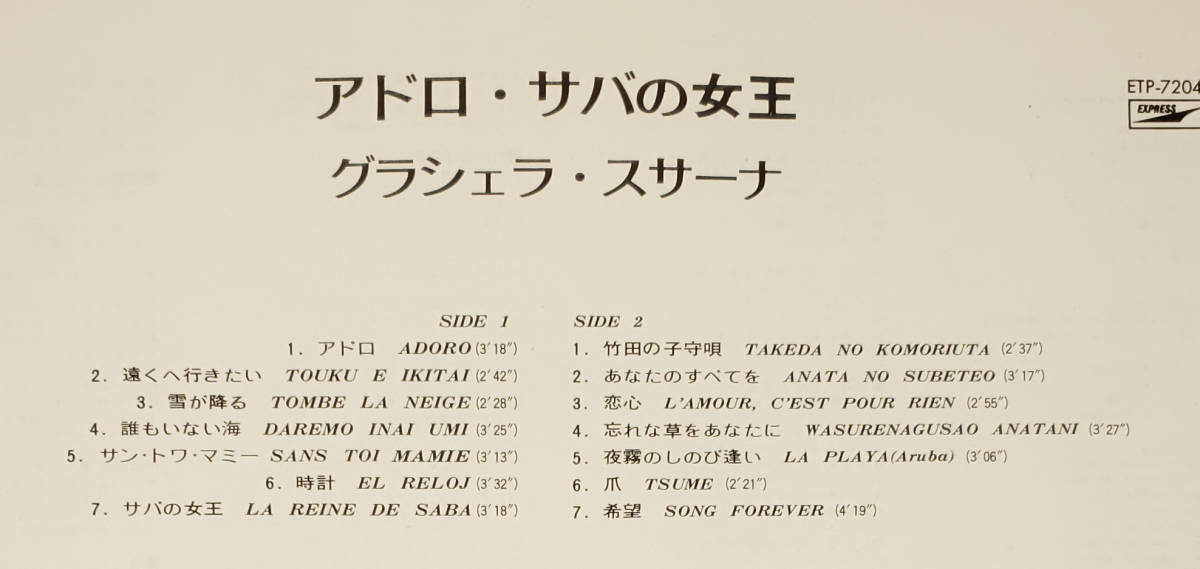 アドロ・サバの女王
グラシェラ・スサーナ
ETP-7204
EXPRESS
SIDE 1
1. アドロ ADORO (3′18″)
2. 遠くへ行きたい TOUKU E IKITAI (2′42″)
3. 雪が降る TOMBE LA NEIGE (2′28″)
4. 誰もいない海 DAREMO INAI UMI (3′25″)
5. サン・トワ・マミー SANS TOI MAMIE (3′13″)
6. 時計 EL RELOJ (3′32″)
7. サバの女王 LA REINE DE SABA (3′18″)
SIDE 2
1. 竹田の子守唄 TAKEDA NO KOMORIUTA (2′37″)
2. あなたのすべてを ANATA NO SUBETEO (3′17″)
3. 恋心 L'AMOUR, C'EST POUR RIEN (2′55″)
4. 忘れな草をあなたに WASURENAGUSAO ANATANI (3′27″)
5. 夜霧のしのび逢い LA PLAYA (Aruba) (3′06″)
6. 爪 TSUME (2′21″)
7. 希望 SONG FOREVER (4′19″)